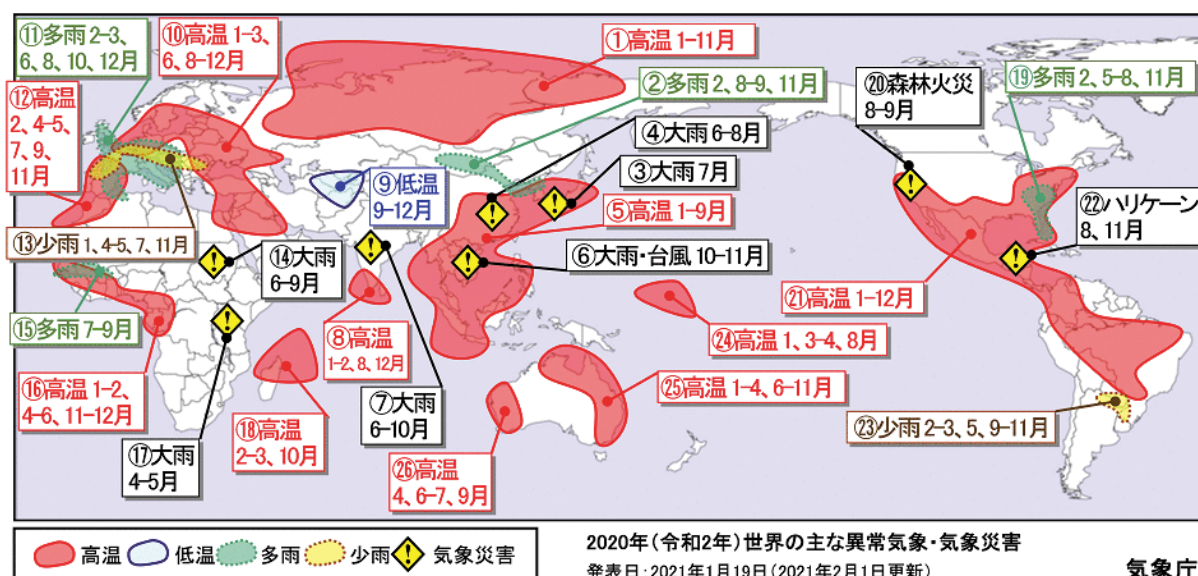 ①高温 1-11月
②多雨 2、8-9、11月
③大雨 7月
④大雨 6-8月
⑤高温 1-9月
⑥大雨・台風 10-11月
⑦大雨
6-10月
⑧高温
1-2、8、12月
⑨低温
9-12月
⑩高温 1-3、
6、8-12月
⑪多雨 2-3、
6、8、10、12月
⑫高温
2、4-5、
7、9、
11月
⑬少雨 1、4-5、7、11月
⑭大雨
6-9月
⑮多雨 7-9月
⑯高温 1-2、
4-6、11-12月
⑰大雨
4-5月
⑱高温
2-3、10月
⑲多雨 2、5-8、11月
⑳森林火災
8-9月
㉑高温 1-12月
㉒ハリケーン
8、11月
㉓少雨 2-3、5、9-11月
㉔高温 1、3-4、8月
㉕高温 1-4、6-11月
㉖高温
4、6-7、9月
高温 低温 多雨 少雨 気象災害
2020年(令和2年)世界の主な異常気象・気象災害
発表日:2021年1月19日(2021年2月1日更新)
気象庁